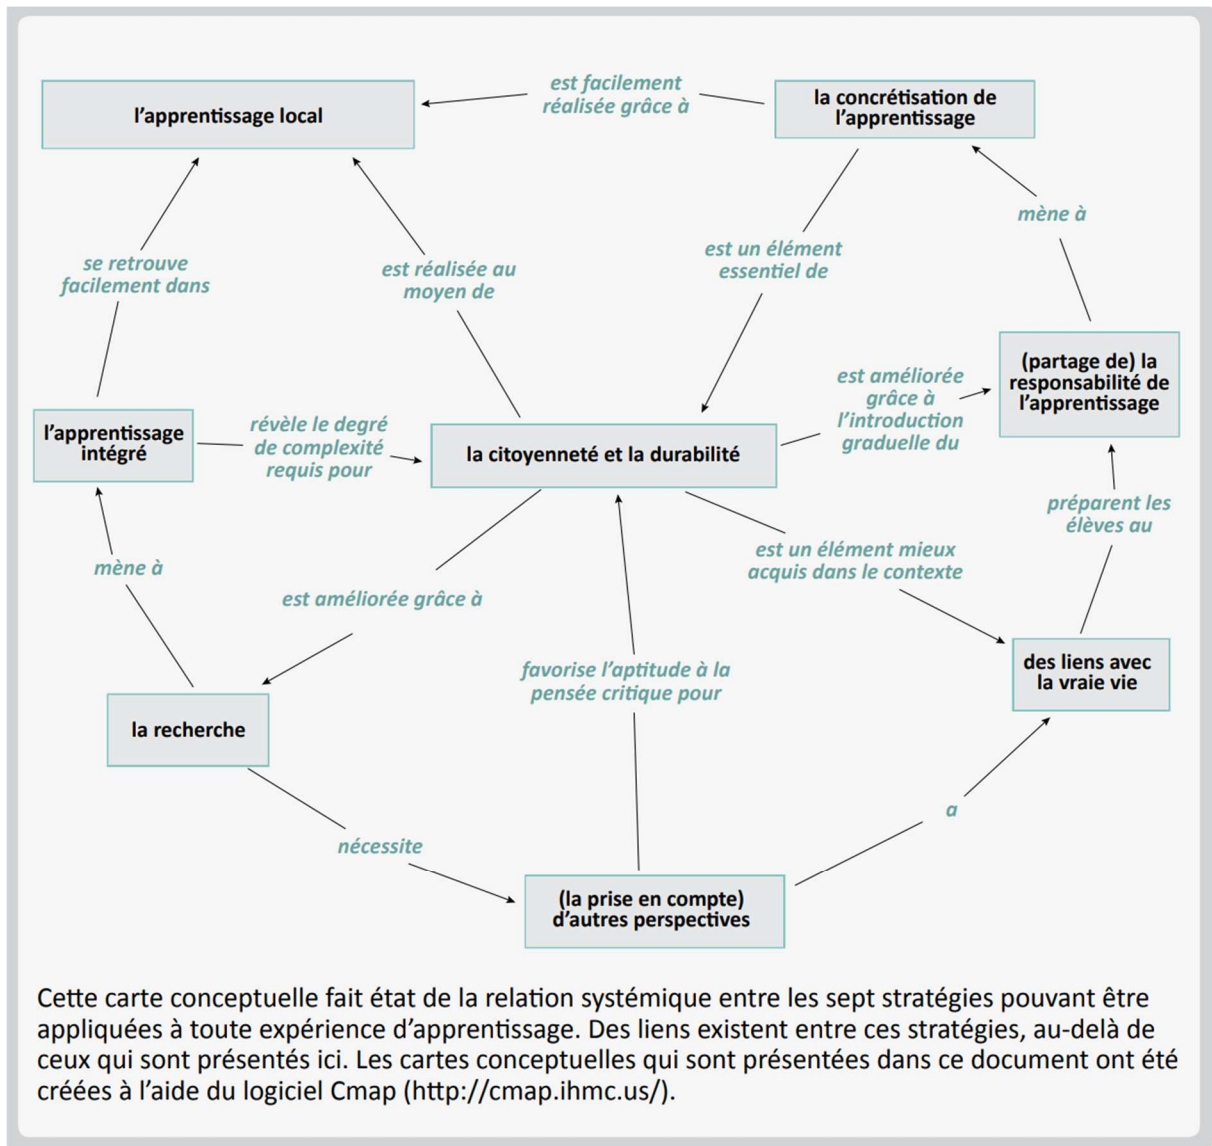 est facilement
réalisée grâce à
l'apprentissage local
la concrétisation de
l'apprentissage
mène à
se retrouve
facilement dans
est réalisée au
moyen de
est un élément
essentiel de
(partage de) la
responsabilité de
l'apprentissage
est améliorée
grâce à
l'introduction
graduelle du
l'apprentissage
intégré
révèle le degré
de complexité
requis pour
la citoyenneté et la durabilité
préparent les
élèves au
mène à
est améliorée grâce à
est un élément mieux
acquis dans le contexte
favorise l'aptitude à la
pensée critique pour
des liens avec
la vraie vie
la recherche
a
nécessite
(la prise en compte)
d'autres perspectives
Cette carte conceptuelle fait état de la relation systémique entre les sept stratégies pouvant être
appliquées à toute expérience d'apprentissage. Des liens existent entre ces stratégies, au-delà de
ceux qui sont présentés ici. Les cartes conceptuelles qui sont présentées dans ce document ont été
créées à l'aide du logiciel Cmap (http://cmap.ihmc.us/).